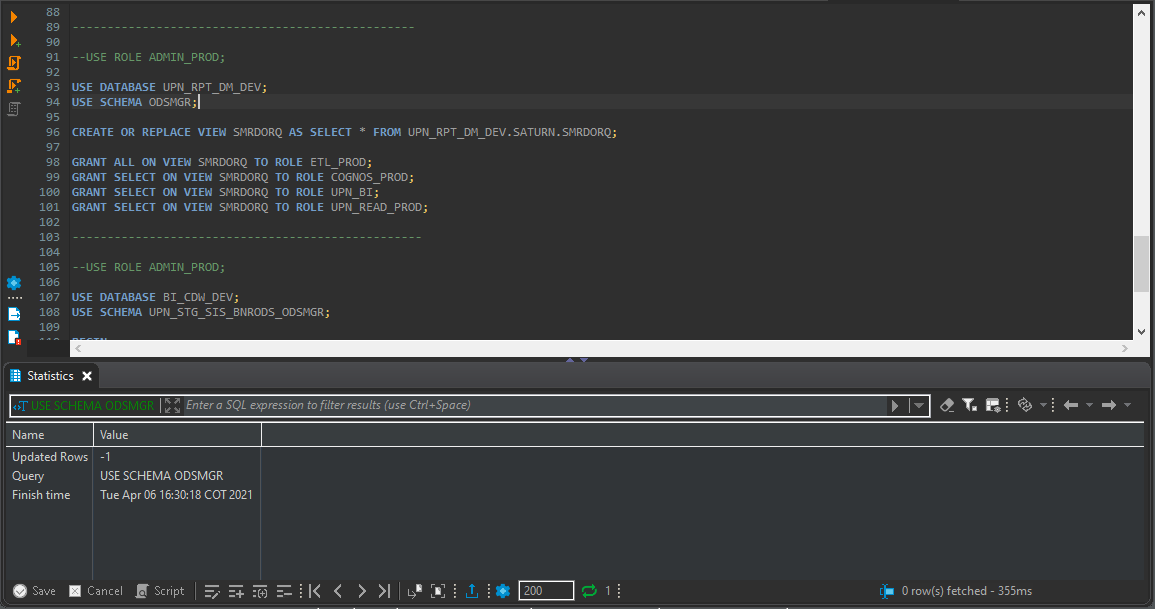 88
89 -------------------------------------------------
90
91 --USE ROLE ADMIN_PROD;
92
93 USE DATABASE UPN_RPT_DM_DEV;
94 USE SCHEMA ODSMGR;
95
96 CREATE OR REPLACE VIEW SMRDORQ AS SELECT * FROM UPN_RPT_DM_DEV.SATURN.SMRDORQ;
97
98 GRANT ALL ON VIEW SMRDORQ TO ROLE ETL_PROD;
99 GRANT SELECT ON VIEW SMRDORQ TO ROLE COGNOS_PROD;
100 GRANT SELECT ON VIEW SMRDORQ TO ROLE UPN_BI;
101 GRANT SELECT ON VIEW SMRDORQ TO ROLE UPN_READ_PROD;
102
103 --------------------------------------------------
104
105 --USE ROLE ADMIN_PROD;
106
107 USE DATABASE BI_CDW_DEV;
108 USE SCHEMA UPN_STG_SIS_BNRODS_ODSMGR;
109
Statistics
USE SCHEMA ODSMGR Enter a SQL expression to filter results (use Ctrl+Space)
Name Value
Updated Rows -1
Query USE SCHEMA ODSMGR
Finish time Tue Apr 06 16:30:18 COT 2021
Save Cancel Script 200 1 0 row(s) fetched - 355ms